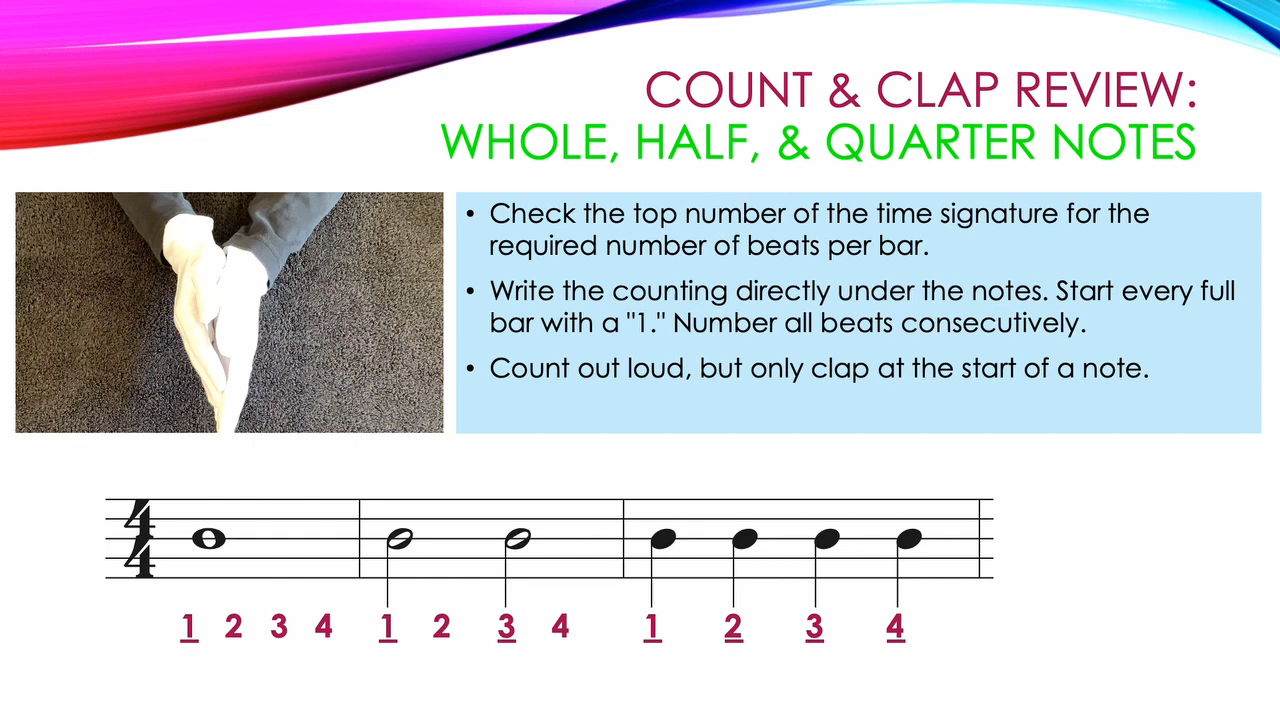 COUNT & CLAP REVIEW:
WHOLE, HALF, & QUARTER NOTES
• Check the top number of the time signature for the
required number of beats per bar.
• Write the counting directly under the notes. Start every full
bar with a "1." Number all beats consecutively.
• Count out loud, but only clap at the start of a note.
4
4
1 2 3 4 1 2 3 4 1 2 3 4